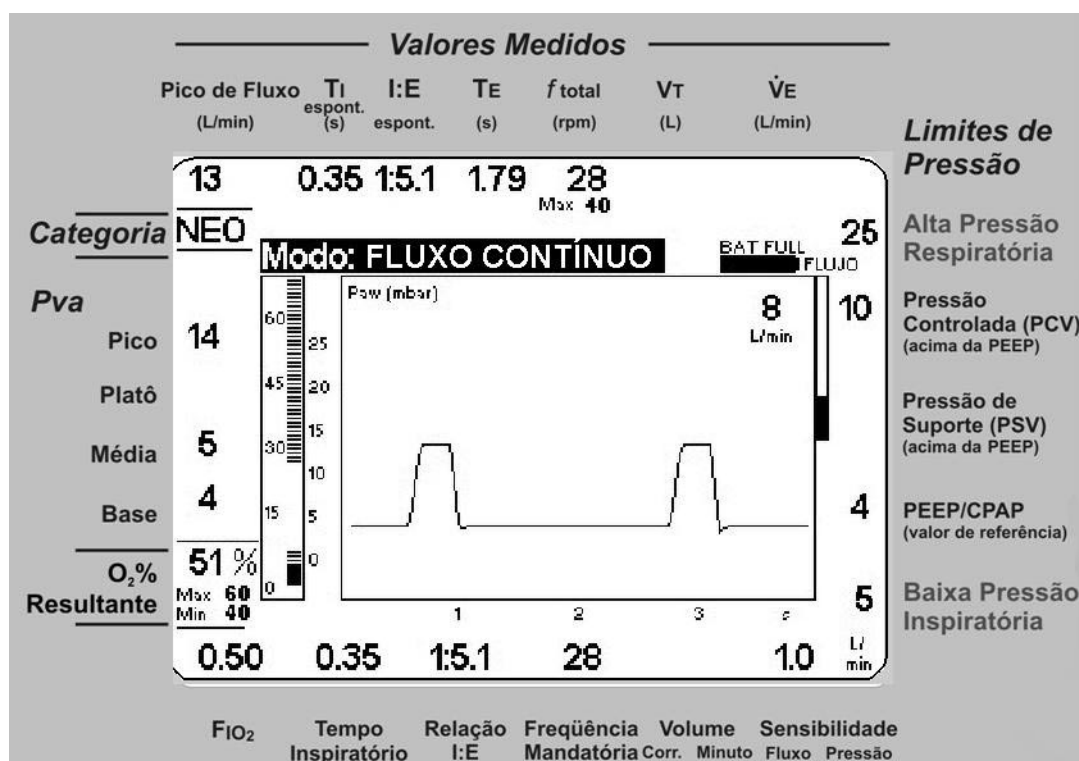 Valores Medidos
Pico de Fluxo TI I:E TE f total VT V̇E
espont.
(L/min) (s) espont. (s) (rpm) (L) (L/min)
Limites de
Pressão
13 0.35 1:5.1 1.79 28
Max 40
Categoria NEO
25 Alta Pressão
Respiratória
Modo: FLUXO CONTÍNUO
BAT FULL
FLUJO
Pva
Paw (mbar)
8
L/min
10 Pressão
Controlada (PCV)
(acima da PEEP)
Pico 14
Platô
Média 5
Base 4
60
45
30
15
0
25
20
15
10
5
0
Pressão de
Suporte (PSV)
(acima da PEEP)
4 PEEP/CPAP
(valor de referência)
O2%
Resultante
51 %
Max 60
Min 40
1 2 3 s
5 Baixa Pressão
Inspiratória
0.50 0.35 1:5.1 28 1.0 L/
min
FIO2 Tempo Relação Freqüência Volume Sensibilidade
Inspiratório I:E Mandatória Corr. Minuto Fluxo Pressão